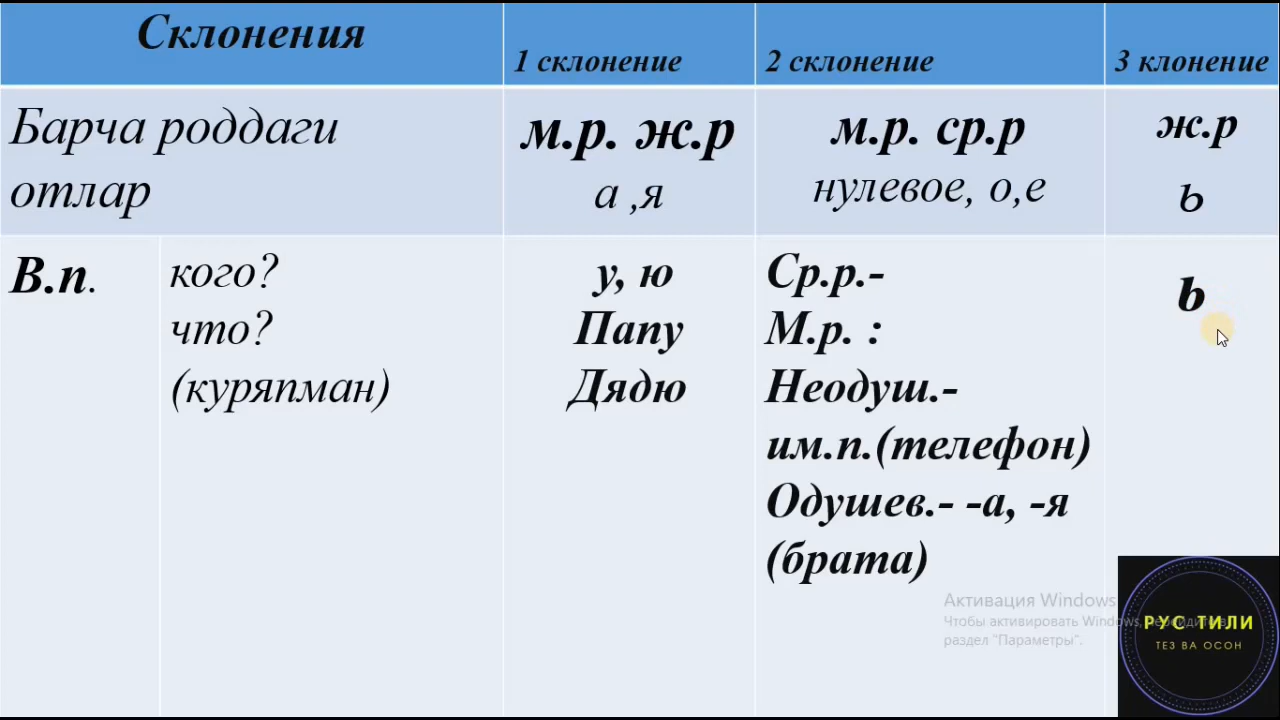 Склонения
1 склонение
2 склонение
3 клонение
Барча роддаги
отлар
м.р. ж.р
а ,я
м.р. ср.р
нулевое, о,е
ж.р
Ь
В.п.
кого?
что?
(куряпман)
у, ю
Папу
Дядю
Ср.р.-
М.р. :
Неодуш.-
им.п.(телефон)
Одушев.- -а, -я
(брата)
Ь
Активация Windows
Чтобы активировать Windows, перейдите в
раздел "Параметры".
РУС ТИЛИ
ТЕЗ ВА ОСОН